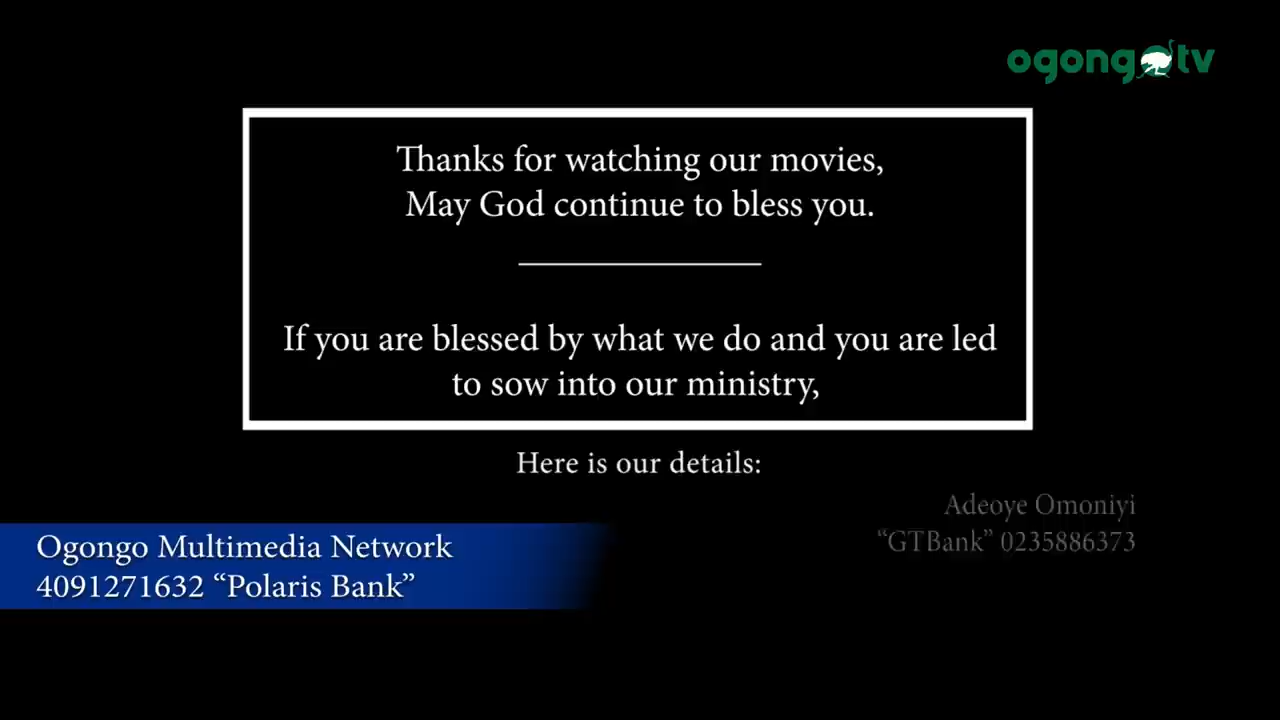 ogongotv
Thanks for watching our movies,
May God continue to bless you.
If you are blessed by what we do and you are led
to sow into our ministry,
Here is our details:
Adeoye Omoniyi
“GTBank” 0235886373
Ogongo Multimedia Network
4091271632 “Polaris Bank”